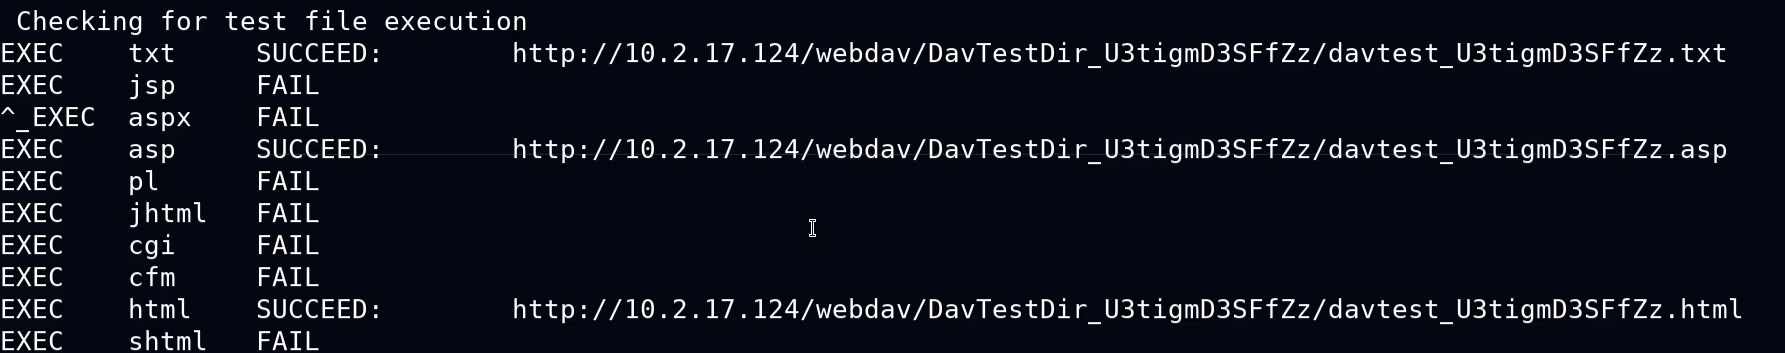 Checking for test file execution
EXEC    txt     SUCCEED:        http://10.2.17.124/webdav/DavTestDir_U3tigmD3SFfZz/davtest_U3tigmD3SFfZz.txt
EXEC    jsp     FAIL
^_EXEC  aspx    FAIL
EXEC    asp     SUCCEED:        http://10.2.17.124/webdav/DavTestDir_U3tigmD3SFfZz/davtest_U3tigmD3SFfZz.asp
EXEC    pl      FAIL
EXEC    jhtml   FAIL
EXEC    cgi     FAIL
EXEC    cfm     FAIL
EXEC    html    SUCCEED:        http://10.2.17.124/webdav/DavTestDir_U3tigmD3SFfZz/davtest_U3tigmD3SFfZz.html
EXEC    shtml   FAIL